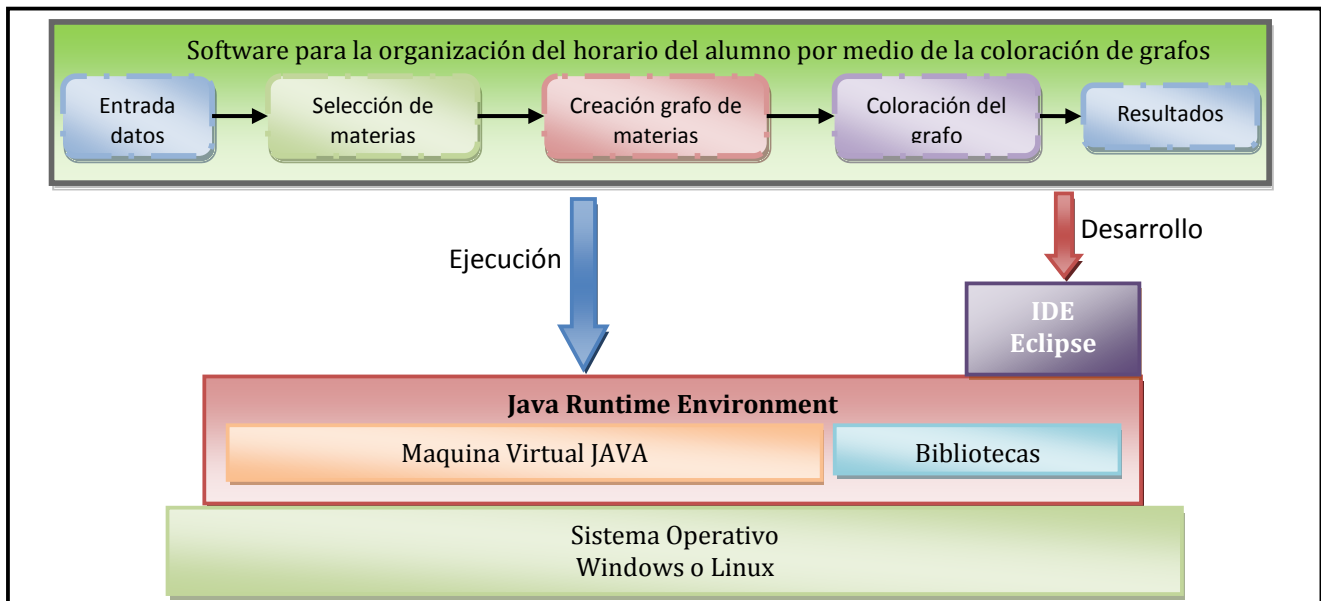 Software para la organización del horario del alumno por medio de la coloración de grafos
Entrada
datos
Selección de
materias
Creación grafo de
materias
Coloración del
grafo
Resultados
Ejecución
Desarrollo
IDE
Eclipse
Java Runtime Environment
Maquina Virtual JAVA
Bibliotecas
Sistema Operativo
Windows o Linux